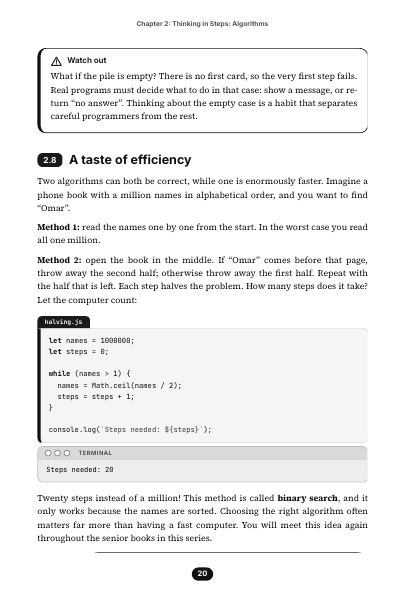 Chapter 2: Thinking in Steps: Algorithms
Watch out
What if the pile is empty? There is no first card, so the very first step fails.
Real programs must decide what to do in that case: show a message, or re-
turn “no answer”. Thinking about the empty case is a habit that separates
careful programmers from the rest.
2.8 A taste of efficiency
Two algorithms can both be correct, while one is enormously faster. Imagine a
phone book with a million names in alphabetical order, and you want to find
“Omar”.
Method 1: read the names one by one from the start. In the worst case you read
all one million.
Method 2: open the book in the middle. If “Omar” comes before that page,
throw away the second half; otherwise throw away the first half. Repeat with
the half that is left. Each step halves the problem. How many steps does it take?
Let the computer count:
halving.js
let names = 1000000;
let steps = 0;
while (names > 1) {
  names = Math.ceil(names / 2);
  steps = steps + 1;
}
console.log(`Steps needed: ${steps}`);
TERMINAL
Steps needed: 20
Twenty steps instead of a million! This method is called binary search, and it
only works because the names are sorted. Choosing the right algorithm often
matters far more than having a fast computer. You will meet this idea again
throughout the senior books in this series.
20